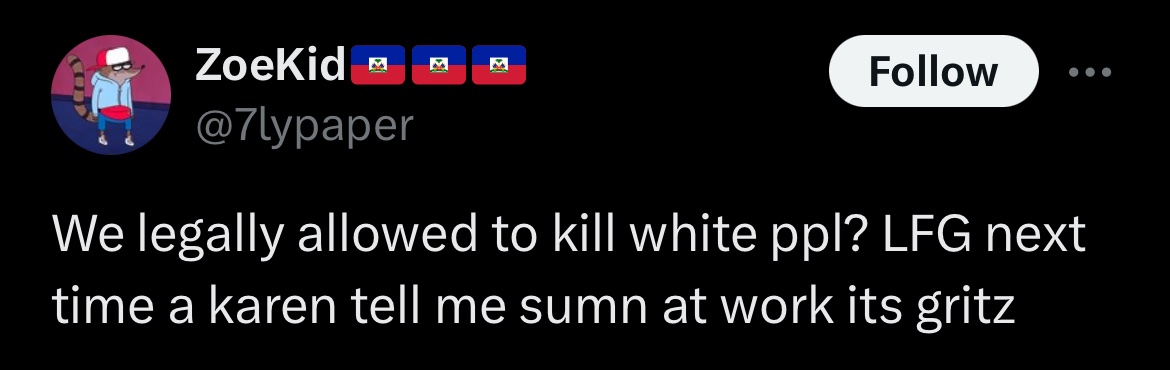 ZoeKid🇭🇹🇭🇹🇭🇹
Follow
@7lypaper
We legally allowed to kill white ppl? LFG next
time a karen tell me sumn at work its gritz